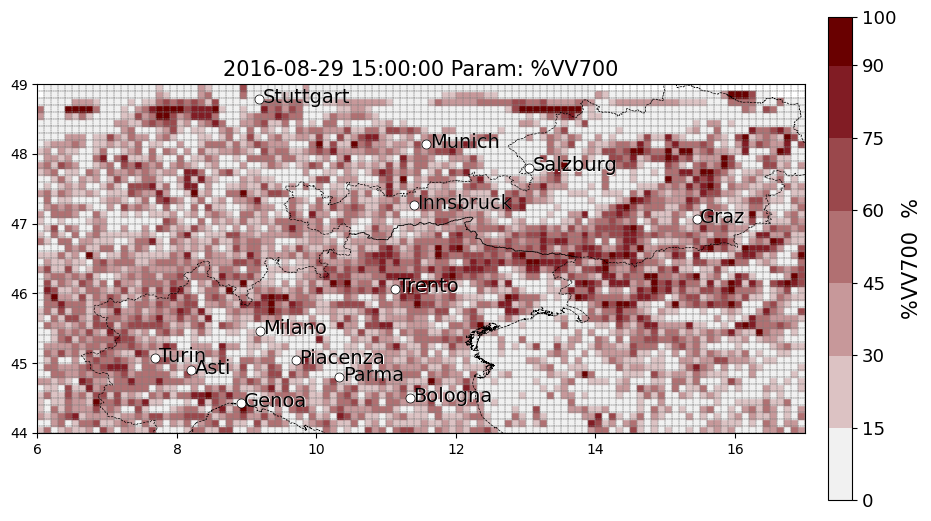 2016-08-29 15:00:00 Param: %VV700
49
48
47
46
45
44
6
8
10
12
14
16
Stuttgart
Munich
Salzburg
Innsbruck
Graz
Trento
Milano
Turin
Piacenza
Asti
Parma
Bologna
Genoa
100
90
75
60
45
30
15
0
%VV700 %